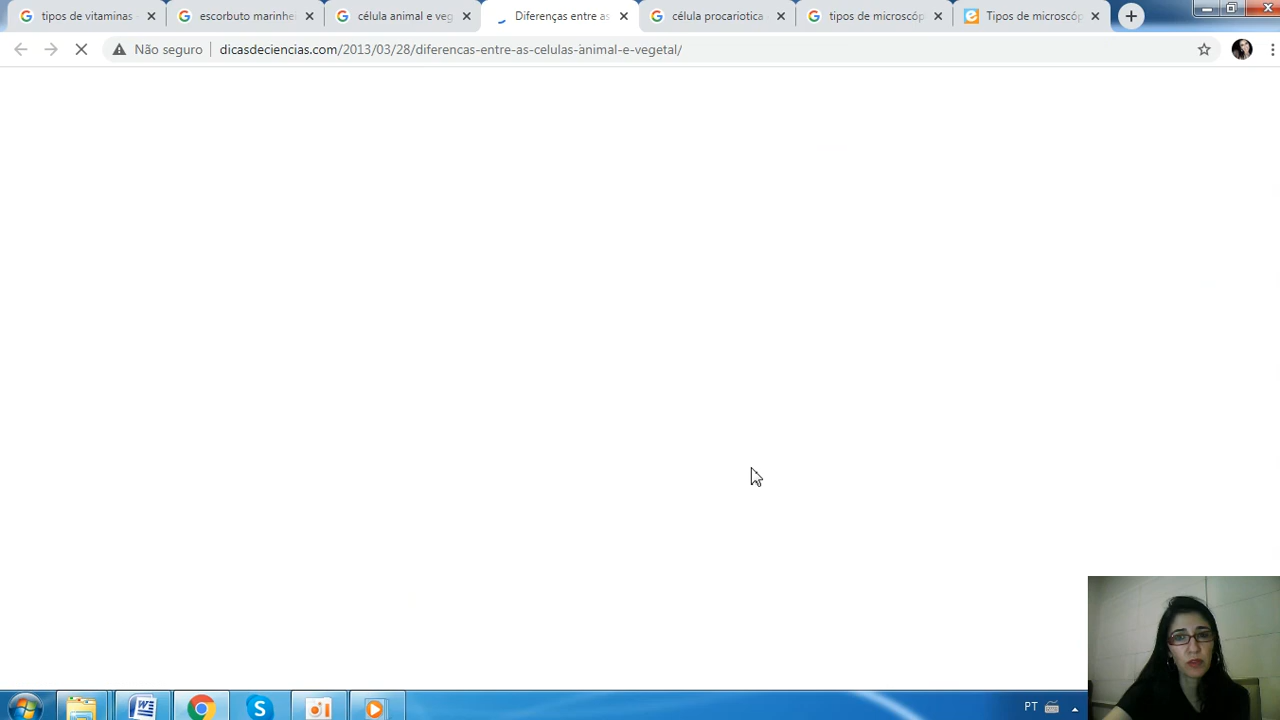 tipos de vitaminas
escorbuto marinhe
célula animal e veg
Diferenças entre as
célula procariotica
tipos de microscóp
Tipos de microscóp
Não seguro
dicasdeciencias.com/2013/03/28/diferencas-entre-as-celulas-animal-e-vegetal/
PT